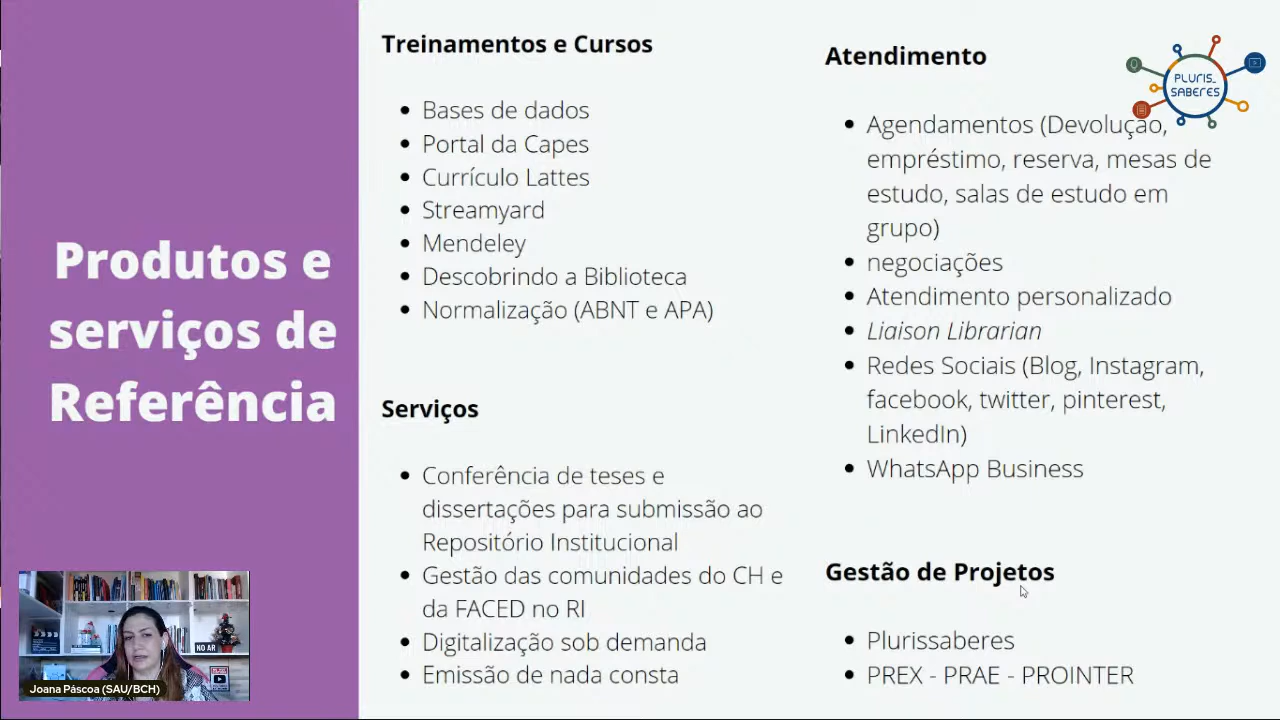 Produtos e
serviços de
Referência
Treinamentos e Cursos
Bases de dados
Portal da Capes
Currículo Lattes
Streamyard
Mendeley
Descobrindo a Biblioteca
Normalização (ABNT e APA)
Serviços
Conferência de teses e
dissertações para submissão ao
Repositório Institucional
Gestão das comunidades do CH e
da FACED no RI
Digitalização sob demanda
Emissão de nada consta
Atendimento
Agendamentos (Devolução,
empréstimo, reserva, mesas de
estudo, salas de estudo em
grupo)
negociações
Atendimento personalizado
Liaison Librarian
Redes Sociais (Blog, Instagram,
facebook, twitter, pinterest,
LinkedIn)
WhatsApp Business
Gestão de Projetos
Plurissaberes
PREX - PRAE - PROINTER
PLURIS_
SABERES
NO AR
Joana Páscoa (SAU/BCH)